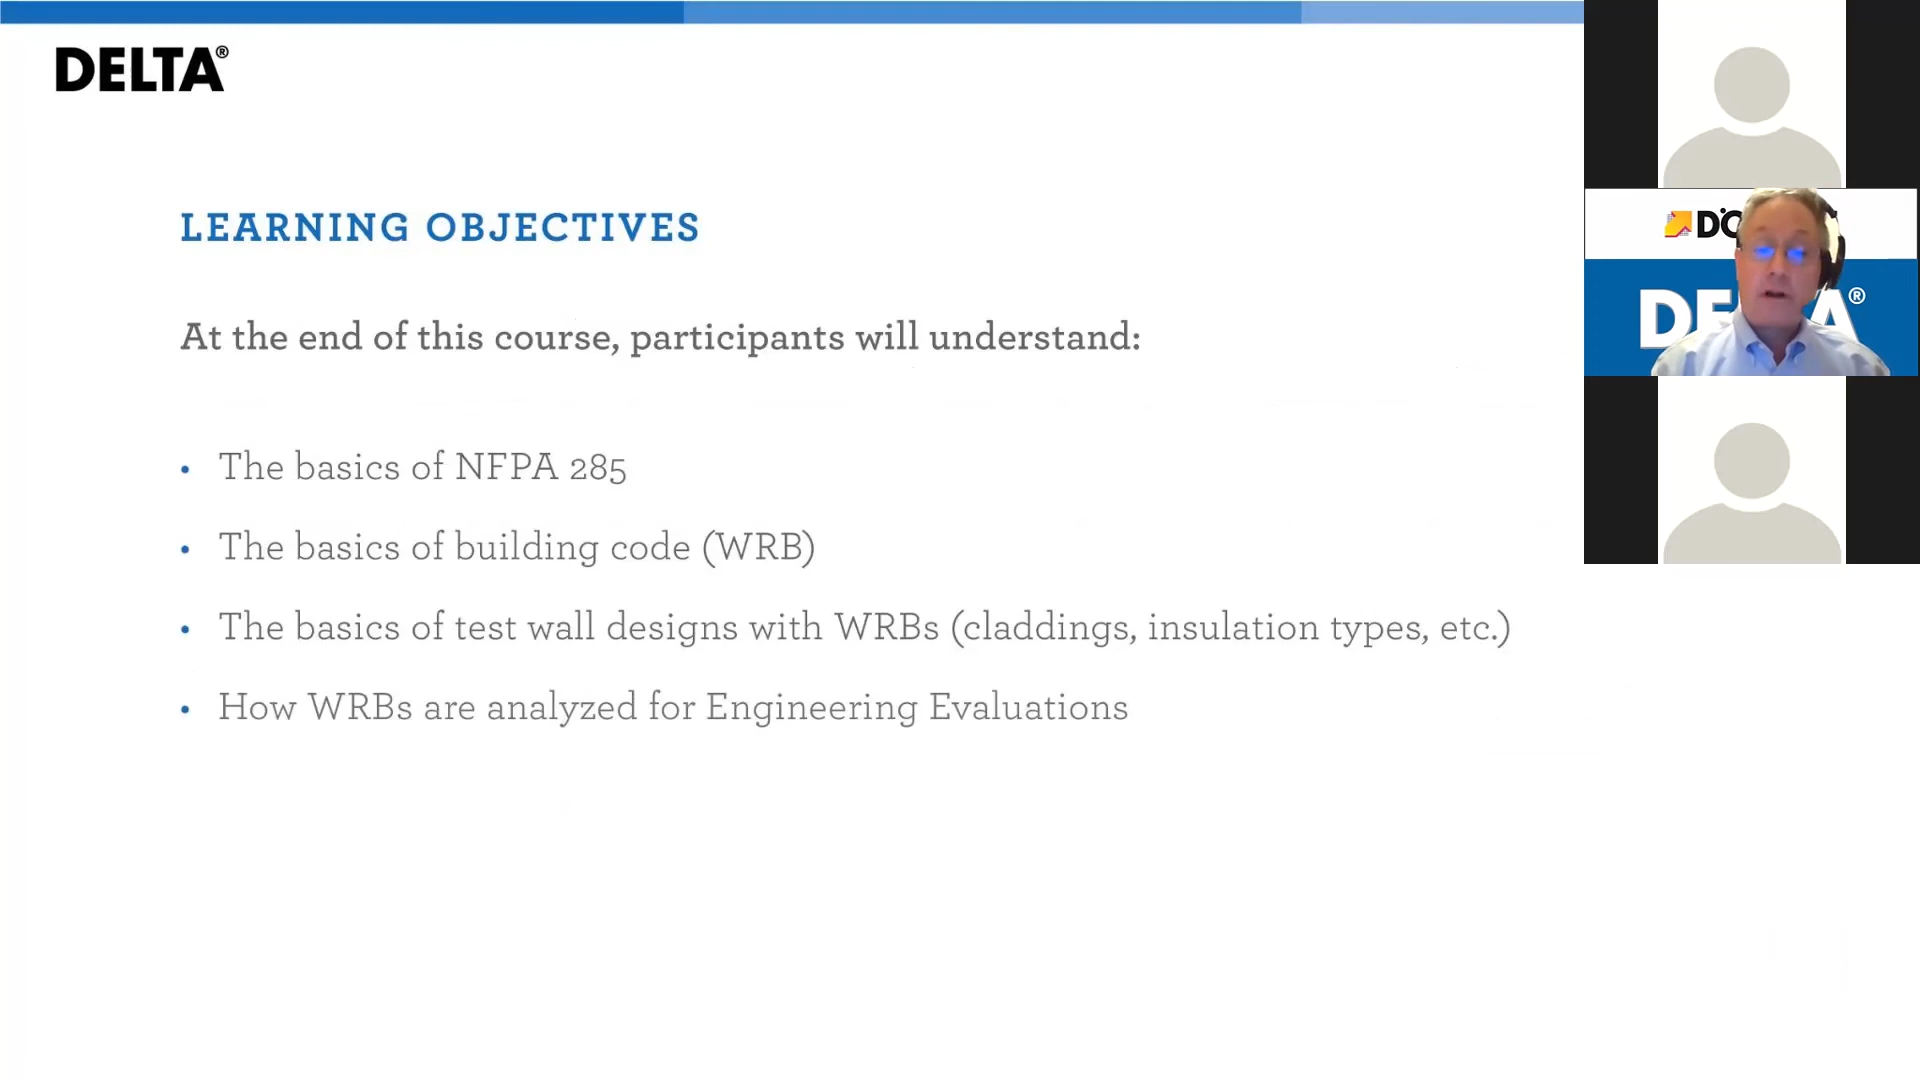 DELTA®
LEARNING OBJECTIVES
At the end of this course, participants will understand:
• The basics of NFPA 285
• The basics of building code (WRB)
• The basics of test wall designs with WRBs (claddings, insulation types, etc.)
• How WRBs are analyzed for Engineering Evaluations